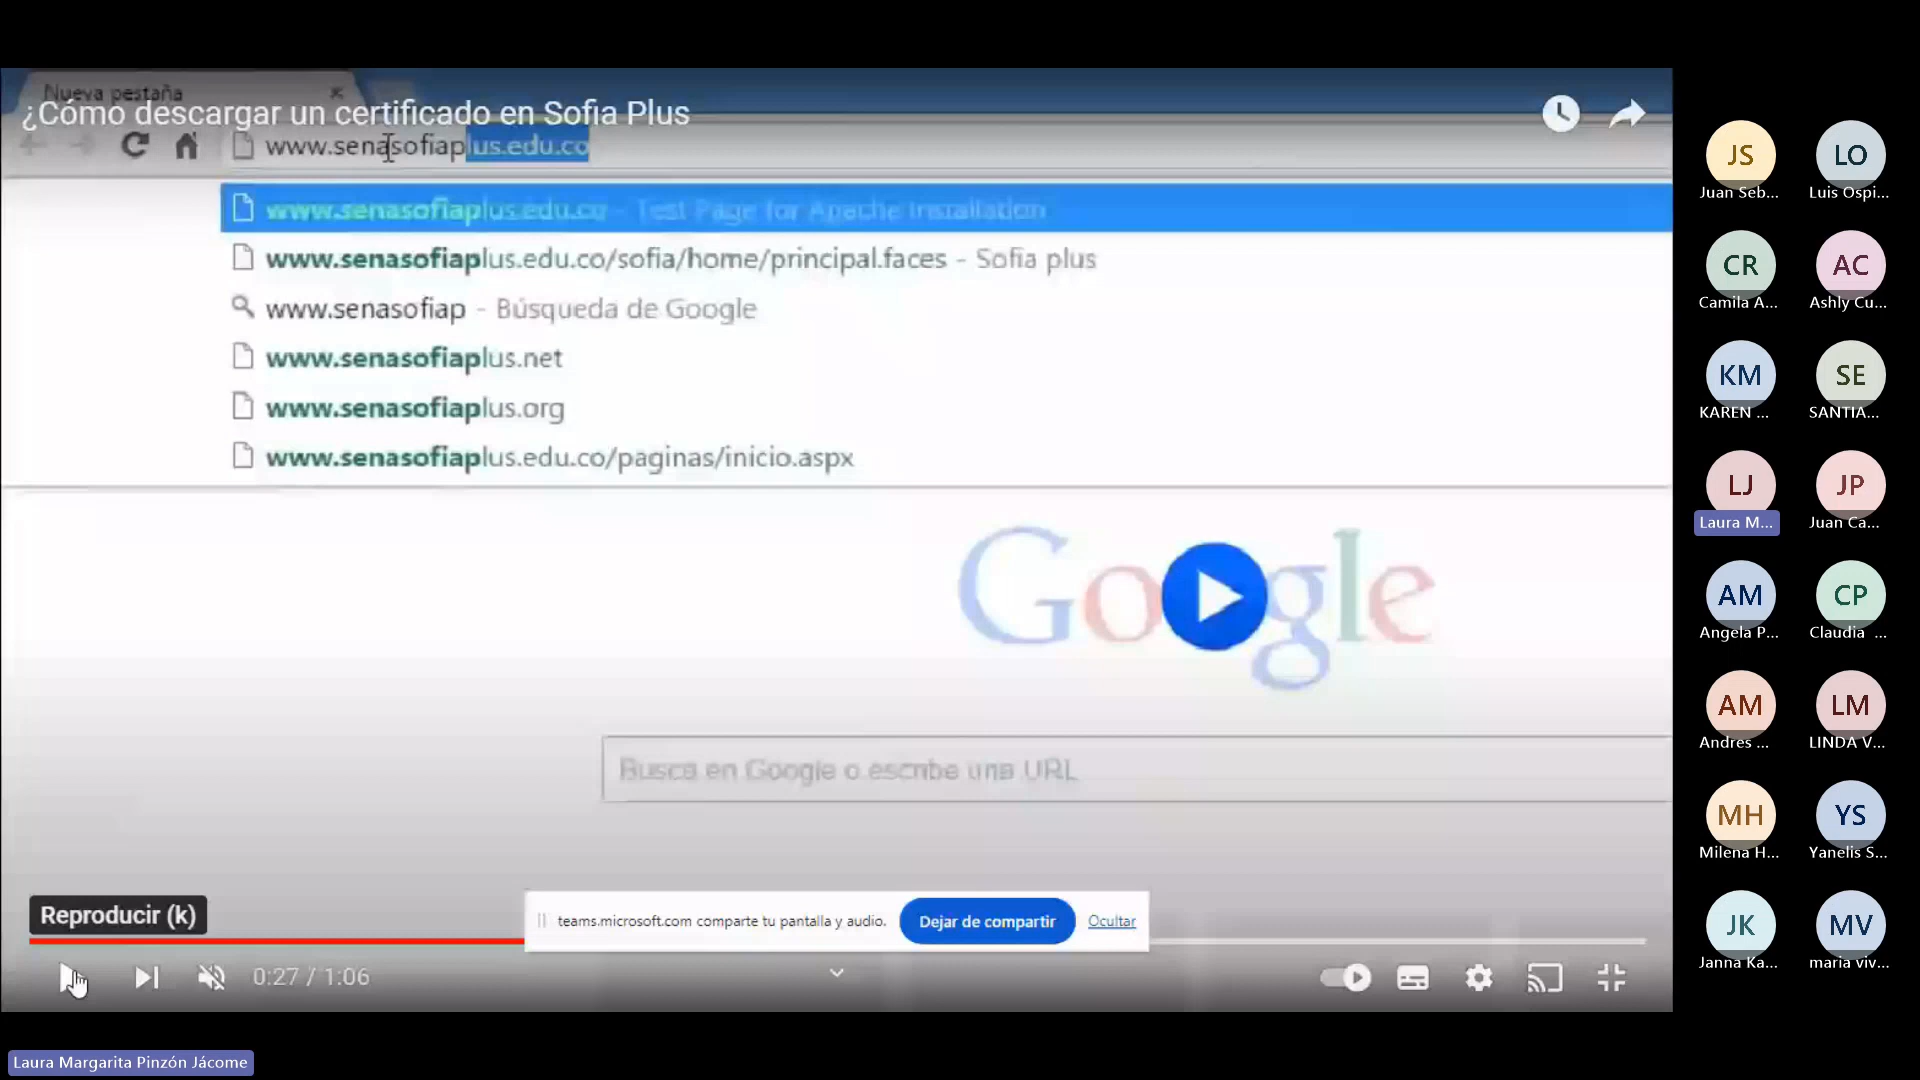 Nueva pestaña
¿Cómo descargar un certificado en Sofia Plus
www.senasofiaplus.edu.co
www.senasofiaplus.edu.co - Test Page for Apache Installation
www.senasofiaplus.edu.co/sofia/home/principal.faces - Sofia plus
www.senasofiap - Búsqueda de Google
www.senasofiaplus.net
www.senasofiaplus.org
www.senasofiaplus.edu.co/paginas/inicio.aspx
Google
Busca en Google o escribe una URL
Reproducir (k)
teams.microsoft.com comparte tu pantalla y audio.
Dejar de compartir
Ocultar
0:27 / 1:06
JS
Juan Seb...
LO
Luis Ospi...
CR
Camila A...
AC
Ashly Cu...
KM
KAREN ...
SE
SANTIA...
LJ
Laura M...
JP
Juan Ca...
AM
Angela P...
CP
Claudia ...
AM
Andres ...
LM
LINDA V...
MH
Milena H...
YS
Yanelis S...
JK
Janna Ka...
MV
maria viv...
Laura Margarita Pinzón Jácome